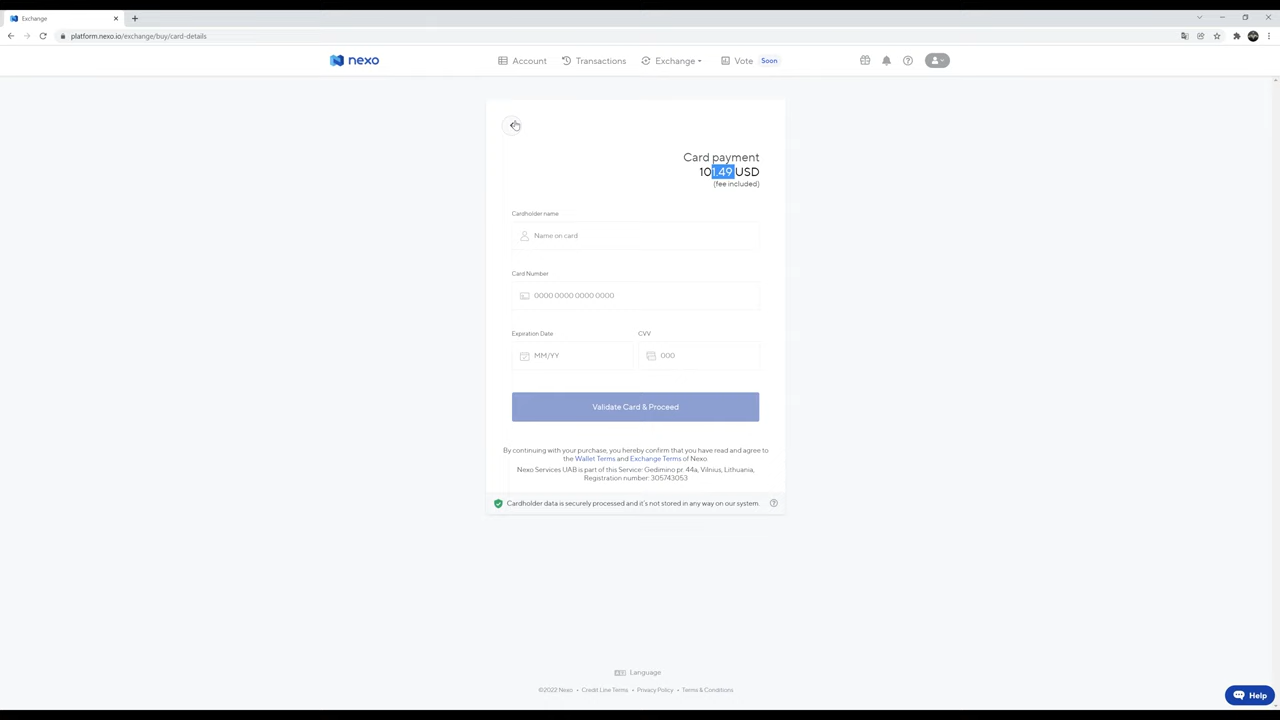 Exchange
platform.nexo.io/exchange/buy/card-details
nexo
Account
Transactions
Exchange
Vote
Soon
Card payment
101.49 USD
(fee included)
Cardholder name
Name on card
Card Number
0000 0000 0000 0000
Expiration Date
CVV
MM/YY
000
Validate Card & Proceed
By continuing with your purchase, you hereby confirm that you have read and agree to
the Wallet Terms and Exchange Terms of Nexo.
Nexo Services UAB is part of this Service: Gedimino pr. 44a, Vilnius, Lithuania,
Registration number: 305743053
Cardholder data is securely processed and it's not stored in any way on our system.
Language
©2022 Nexo • Credit Line Terms • Privacy Policy • Terms & Conditions
Help